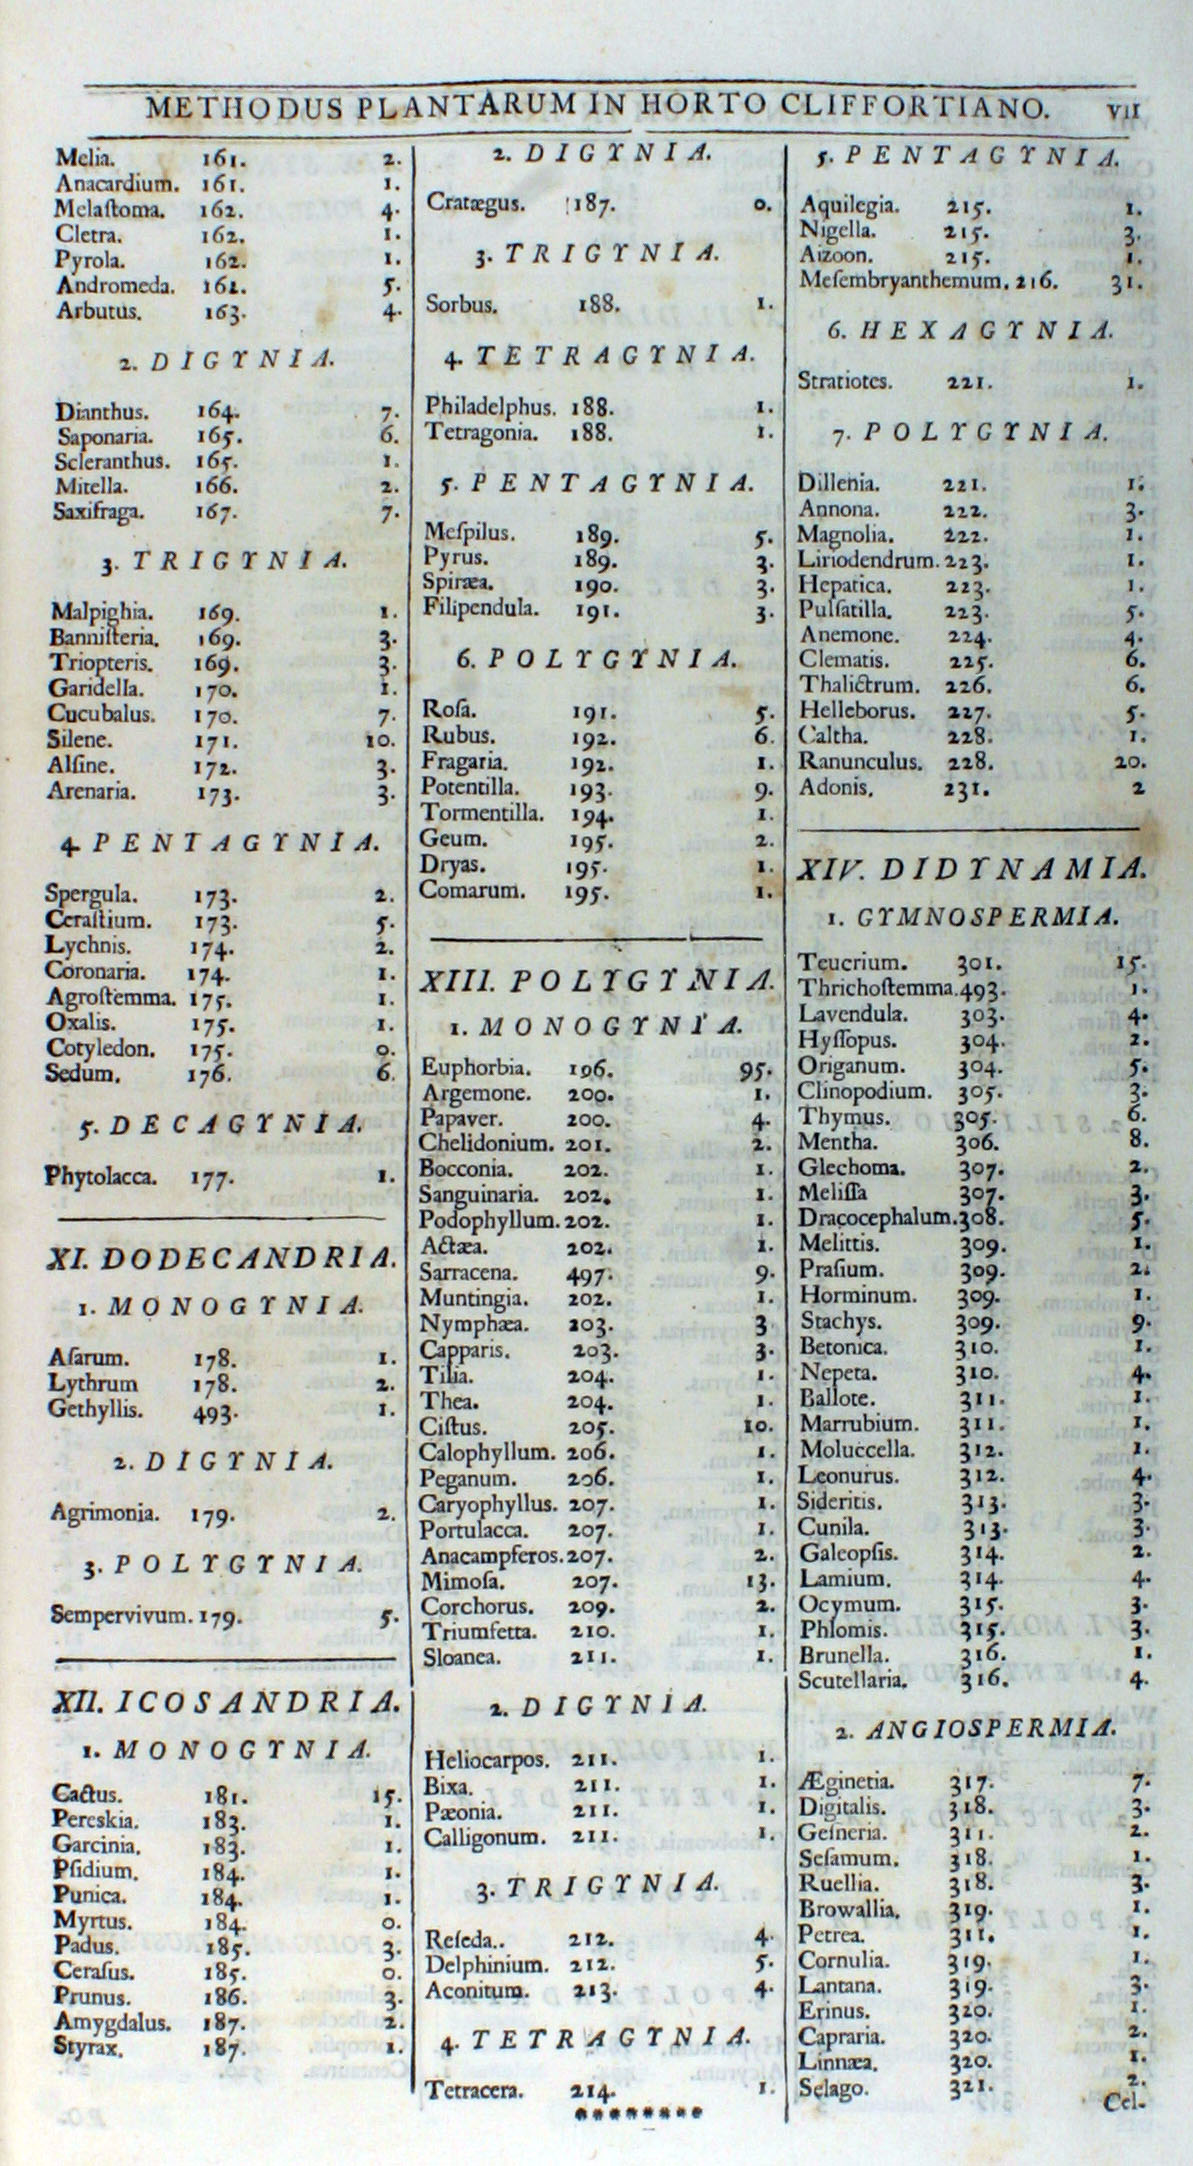 METHODUS PLANTARUM IN HORTO CLIFFORTIANO. VII
Melia. 161. 2.
Anacardium. 161. 1.
Melaſtoma. 162. 4.
Cletra. 162. 1.
Pyrola. 162. 1.
Andromeda. 162. 5.
Arbutus. 163. 4.
2. DIGYNIA.
Dianthus. 164. 7.
Saponaria. 165. 6.
Scleranthus. 165. 1.
Mitella. 166. 2.
Saxifraga. 167. 7.
3. TRIGYNIA.
Malpighia. 169. 1.
Banniſteria. 169. 3.
Triopteris. 169. 3.
Garidella. 170. 1.
Cucubalus. 170. 7.
Silene. 171. 10.
Alſine. 172. 3.
Arenaria. 173. 3.
4. PENTAGYNIA.
Spergula. 173. 2.
Ceraſtium. 173. 5.
Lychnis. 174. 2.
Coronaria. 174. 1.
Agroſtemma. 175. 1.
Oxalis. 175. 1.
Cotyledon. 175. 0.
Sedum. 176. 6.
5. DECAGYNIA.
Phytolacca. 177. 1.
XI. DODECANDRIA.
1. MONOGYNIA.
Aſarum. 178. 1.
Lythrum 178. 2.
Gethyllis. 493. 1.
2. DIGYNIA.
Agrimonia. 179. 2.
3. POLYGYNIA.
Sempervivum. 179. 5.
XII. ICOSANDRIA.
1. MONOGYNIA.
Cactus. 181. 15.
Pereskia. 183. 1.
Garcinia. 183. 1.
Pſidium. 184. 1.
Punica. 184. 1.
Myrtus. 184. 0.
Padus. 185. 3.
Ceraſus. 185. 0.
Prunus. 186. 3.
Amygdalus. 187. 2.
Styrax. 187. 1.
2. DIGYNIA.
Cratægus. 187. 0.
3. TRIGYNIA.
Sorbus. 188. 1.
4. TETRAGYNIA.
Philadelphus. 188. 1.
Tetragonia. 188. 1.
5. PENTAGYNIA.
Meſpilus. 189. 5.
Pyrus. 189. 3.
Spiræa. 190. 3.
Filipendula. 191. 3.
6. POLYGYNIA.
Roſa. 191. 5.
Rubus. 192. 6.
Fragaria. 192. 1.
Potentilla. 193. 9.
Tormentilla. 194. 1.
Geum. 195. 2.
Dryas. 195. 1.
Comarum. 195. 1.
XIII. POLYGYNIA.
1. MONOGYNIA.
Euphorbia. 196. 95.
Argemone. 200. 1.
Papaver. 200. 4.
Chelidonium. 201. 2.
Bocconia. 202. 1.
Sanguinaria. 202. 1.
Podophyllum. 202. 1.
Actæa. 202. 1.
Sarracena. 497. 9.
Muntingia. 202. 1.
Nymphæa. 203. 3
Capparis. 203. 3.
Tilia. 204. 1.
Thea. 204. 1.
Ciſtus. 205. 10.
Calophyllum. 206. 1.
Peganum. 206. 1.
Caryophyllus. 207. 1.
Portulacca. 207. 1.
Anacampſeros. 207. 2.
Mimoſa. 207. 13.
Corchorus. 209. 2.
Triumfetta. 210. 1.
Sloanea. 211. 1.
2. DIGYNIA.
Heliocarpos. 211. 1.
Bixa. 211. 1.
Pæonia. 211. 1.
Calligonum. 211. 1.
3. TRIGYNIA.
Reſeda.. 212. 4.
Delphinium. 212. 5.
Aconitum. 213. 4.
4. TETRAGYNIA.
Tetracera. 214. 1.
5. PENTAGYNIA.
Aquilegia. 215. 1.
Nigella. 215. 3.
Aizoon. 215. 1.
Meſembryanthemum. 216. 31.
6. HEXAGYNIA.
Stratiotes. 221. 1.
7. POLYGYNIA.
Dillenia. 221. 1.
Annona. 222. 3.
Magnolia. 222. 1.
Liriodendrum. 223. 1.
Hepatica. 223. 1.
Pulſatilla. 223. 5.
Anemone. 224. 4.
Clematis. 225. 6.
Thalictrum. 226. 6.
Helleborus. 227. 5.
Caltha. 228. 1.
Ranunculus. 228. 20.
Adonis. 231. 2
XIV. DIDYNAMIA.
1. GYMNOSPERMIA.
Teucrium. 301. 15.
Thrichoſtemma. 493. 1.
Lavendula. 303. 4.
Hyſſopus. 304. 2.
Origanum. 304. 5.
Clinopodium. 305. 3.
Thymus. 305. 6.
Mentha. 306. 8.
Glechoma. 307. 2.
Meliſſa 307. 3.
Dracocephalum. 308. 5.
Melittis. 309. 1.
Praſium. 309. 2.
Horminum. 309. 1.
Stachys. 309. 9.
Betonica. 310. 1.
Nepeta. 310. 4.
Ballote. 311. 1.
Marrubium. 311. 1.
Moluccella. 312. 1.
Leonurus. 312. 4.
Sideritis. 313. 3.
Cunila. 313. 3.
Galeopſis. 314. 2.
Lamium. 314. 4.
Ocymum. 315. 3.
Phlomis. 315. 3.
Brunella. 316. 1.
Scutellaria. 316. 4.
2. ANGIOSPERMIA.
Æginetia. 317. 7.
Digitalis. 318. 3.
Geſneria. 311. 2.
Seſamum. 318. 1.
Ruellia. 318. 3.
Browallia. 319. 1.
Petrea. 311. 1.
Cornulia. 319. 1.
Lantana. 319. 3.
Erinus. 320. 1.
Capraria. 320. 2.
Linnæa. 320. 1.
Selago. 321. 2.
Cel-